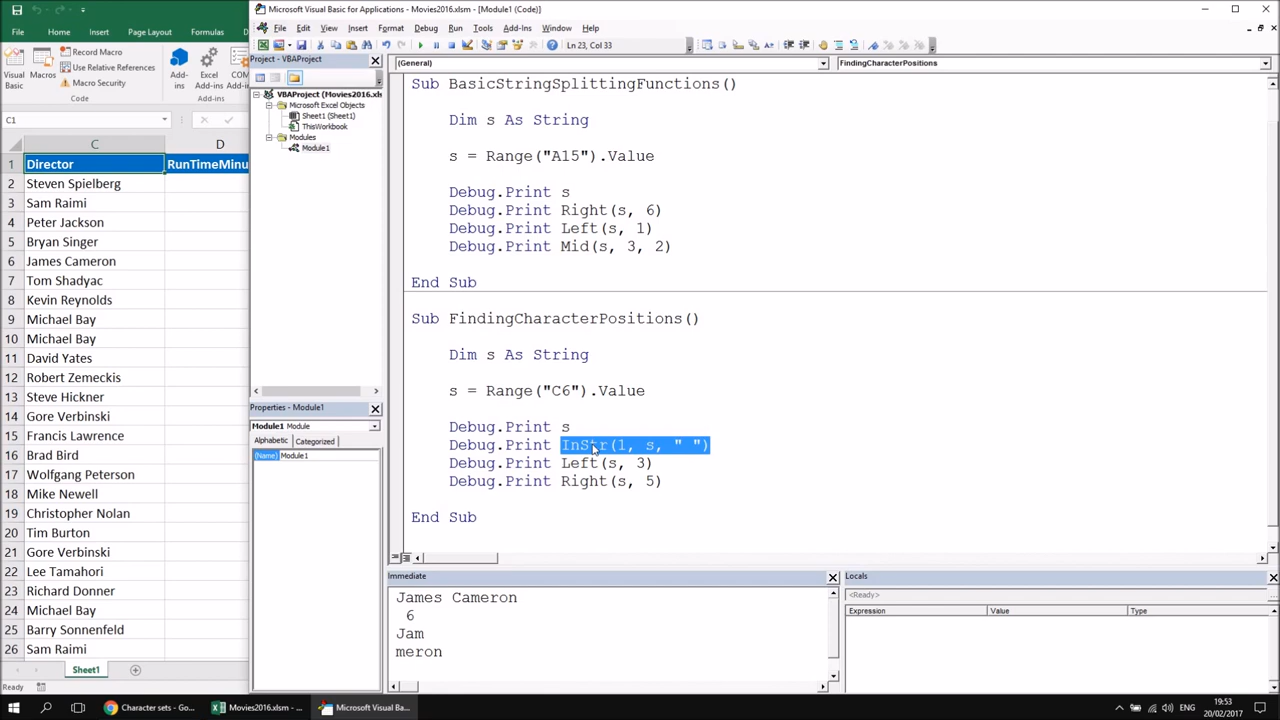 Microsoft Visual Basic for Applications - Movies2016.xlsm - [Module1 (Code)]
File Home Insert Page Layout Formulas
File Edit View Insert Format Debug Run Tools Add-Ins Window Help
Ln 23, Col 33
Visual Basic
Macros
Record Macro
Use Relative References
Macro Security
Code
Add-ins
Excel Add-ins
COM
Add-ins
C1
C D
1 Director RunTimeMinu
2 Steven Spielberg
3 Sam Raimi
4 Peter Jackson
5 Bryan Singer
6 James Cameron
7 Tom Shadyac
8 Kevin Reynolds
9 Michael Bay
10 Michael Bay
11 David Yates
12 Robert Zemeckis
13 Steve Hickner
14 Gore Verbinski
15 Francis Lawrence
16 Brad Bird
17 Wolfgang Petersen
18 Mike Newell
19 Christopher Nolan
20 Tim Burton
21 Gore Verbinski
22 Lee Tamahori
23 Richard Donner
24 Michael Bay
25 Barry Sonnenfeld
26 Sam Raimi
Sheet1
Ready
Project - VBAProject
VBAProject (Movies2016.xls
Microsoft Excel Objects
Sheet1 (Sheet1)
ThisWorkbook
Modules
Module1
Properties - Module1
Module1 Module
Alphabetic Categorized
(Name) Module1
(General) FindingCharacterPositions
Sub BasicStringSplittingFunctions()
Dim s As String
s = Range("A15").Value
Debug.Print s
Debug.Print Right(s, 6)
Debug.Print Left(s, 1)
Debug.Print Mid(s, 3, 2)
End Sub
Sub FindingCharacterPositions()
Dim s As String
s = Range("C6").Value
Debug.Print s
Debug.Print InStr(1, s, " ")
Debug.Print Left(s, 3)
Debug.Print Right(s, 5)
End Sub
Immediate
James Cameron
6
Jam
meron
Locals
<Ready>
Expression Value Type
Character sets - Go...
Movies2016.xlsm - ...
Microsoft Visual Ba...
ENG
19:53
20/02/2017